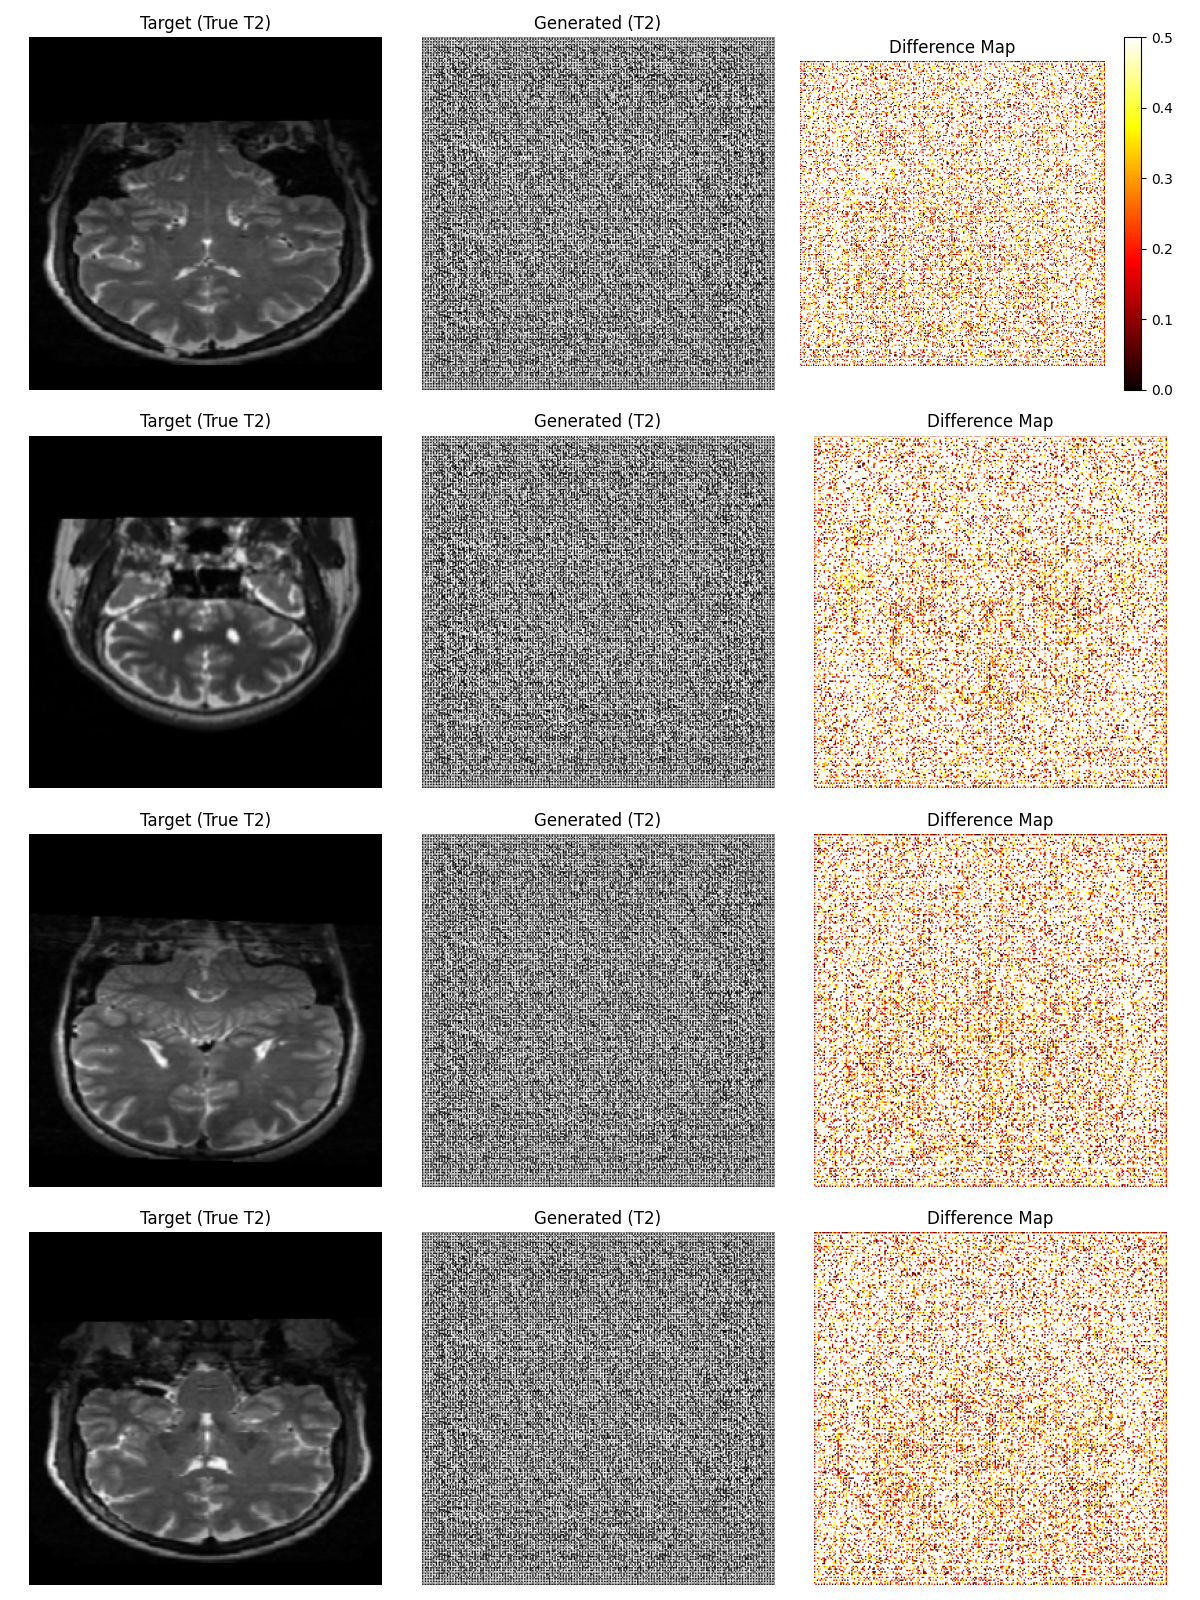 Target (True T2)
Generated (T2)
Difference Map
0.5
0.4
0.3
0.2
0.1
0.0
Target (True T2)
Generated (T2)
Difference Map
Target (True T2)
Generated (T2)
Difference Map
Target (True T2)
Generated (T2)
Difference Map